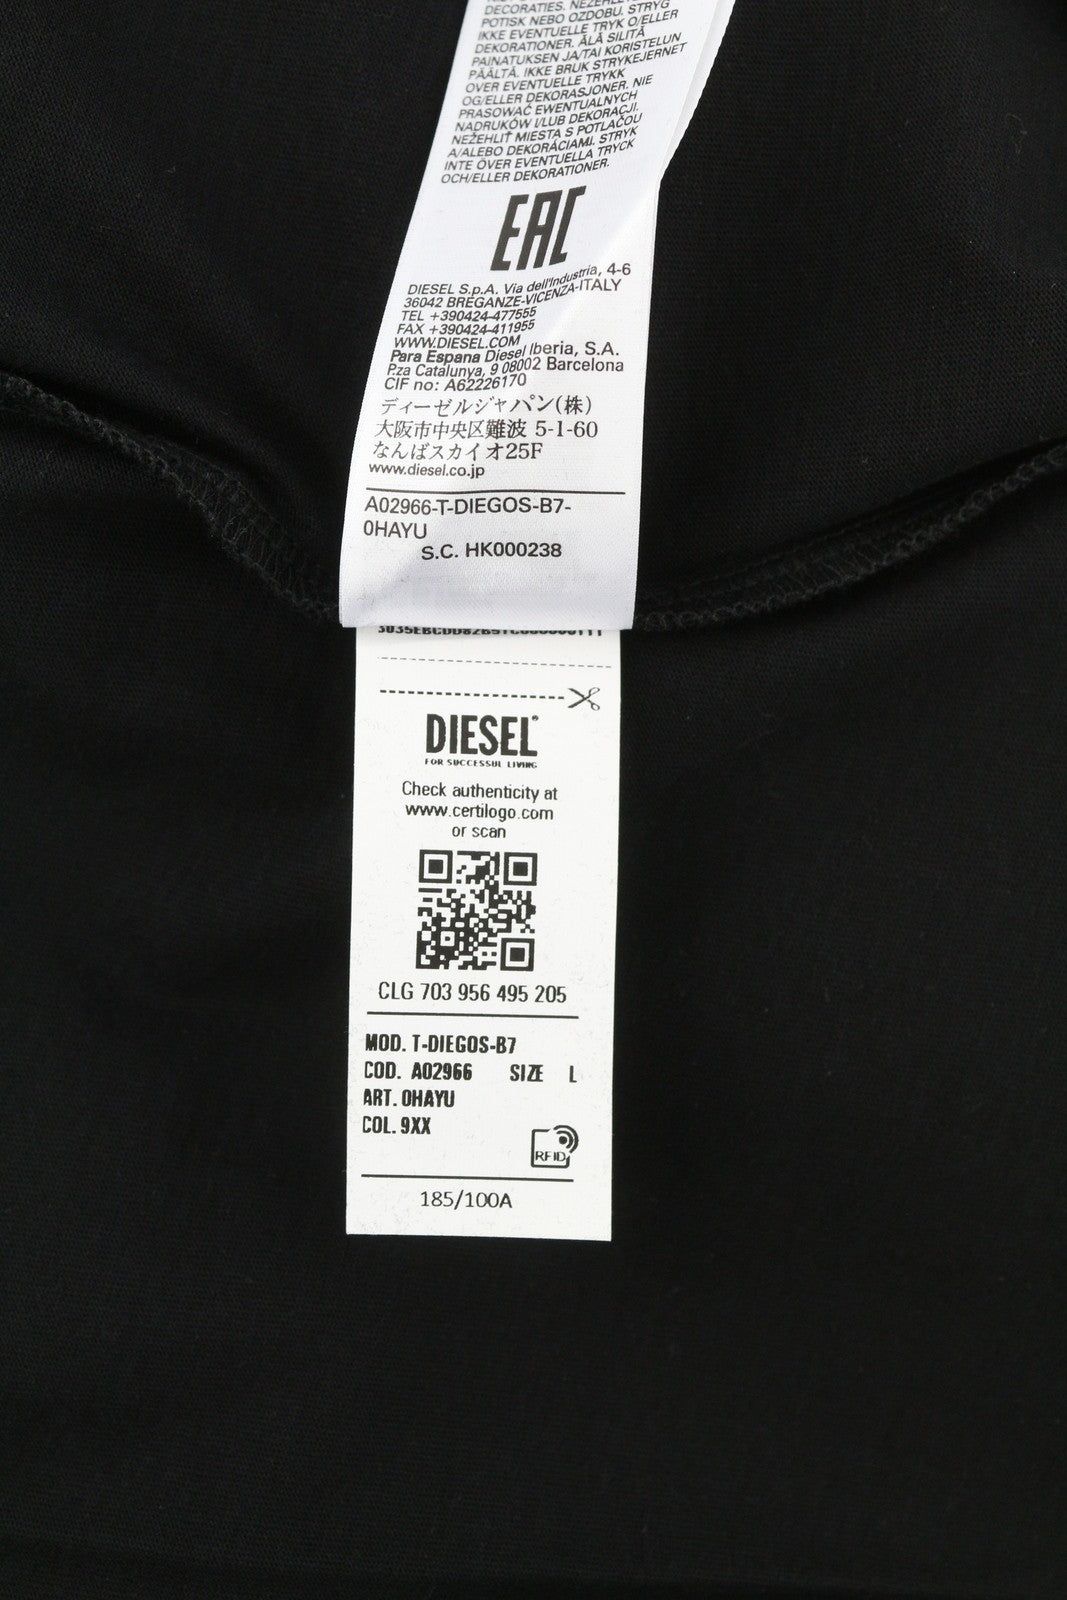 DECORATIES. NEŽEHLETE
POTISK NEBO OZDOBU. STRYG
IKKE EVENTUELLE TRYK O/ELLER
DEKORATIONER. ÄLÄ SILITÄ
PAINATUKSEN JA/TAI KORISTELUN
PÄÄLTÄ. IKKE BRUK STRYKEJERNET
OVER EVENTUELLE TRYKK
OG/ELLER DEKORASJONER. NIE
PRASOWAĆ EWENTUALNYCH
NADRUKÓW I/LUB DEKORACJI.
NEŽEHLIŤ MIESTA S POTLAČOU
A/ALEBO DEKORÁCIAMI. STRYK
INTE ÖVER EVENTUELLA TRYCK
OCH/ELLER DEKORATIONER.
EAC
DIESEL S.p.A. Via dell'Industria, 4-6
36042 BREGANZE-VICENZA-ITALY
TEL +390424-477555
FAX +390424-411955
WWW.DIESEL.COM
Para Espana Diesel Iberia, S.A.
P.za Catalunya, 9 08002 Barcelona
CIF no: A62226170
ディーゼルジャパン(株)
大阪市中央区難波 5-1-60
なんばスカイオ25F
www.diesel.co.jp
A02966-T-DIEGOS-B7-
0HAYU
S.C. HK000238
DIESEL
FOR SUCCESSUL LIVING
Check authenticity at
www.certilogo.com
or scan
CLG 703 956 495 205
MOD. T-DIEGOS-B7
COD. A02966 SIZE L
ART. 0HAYU
COL. 9XX
RFID
185/100A